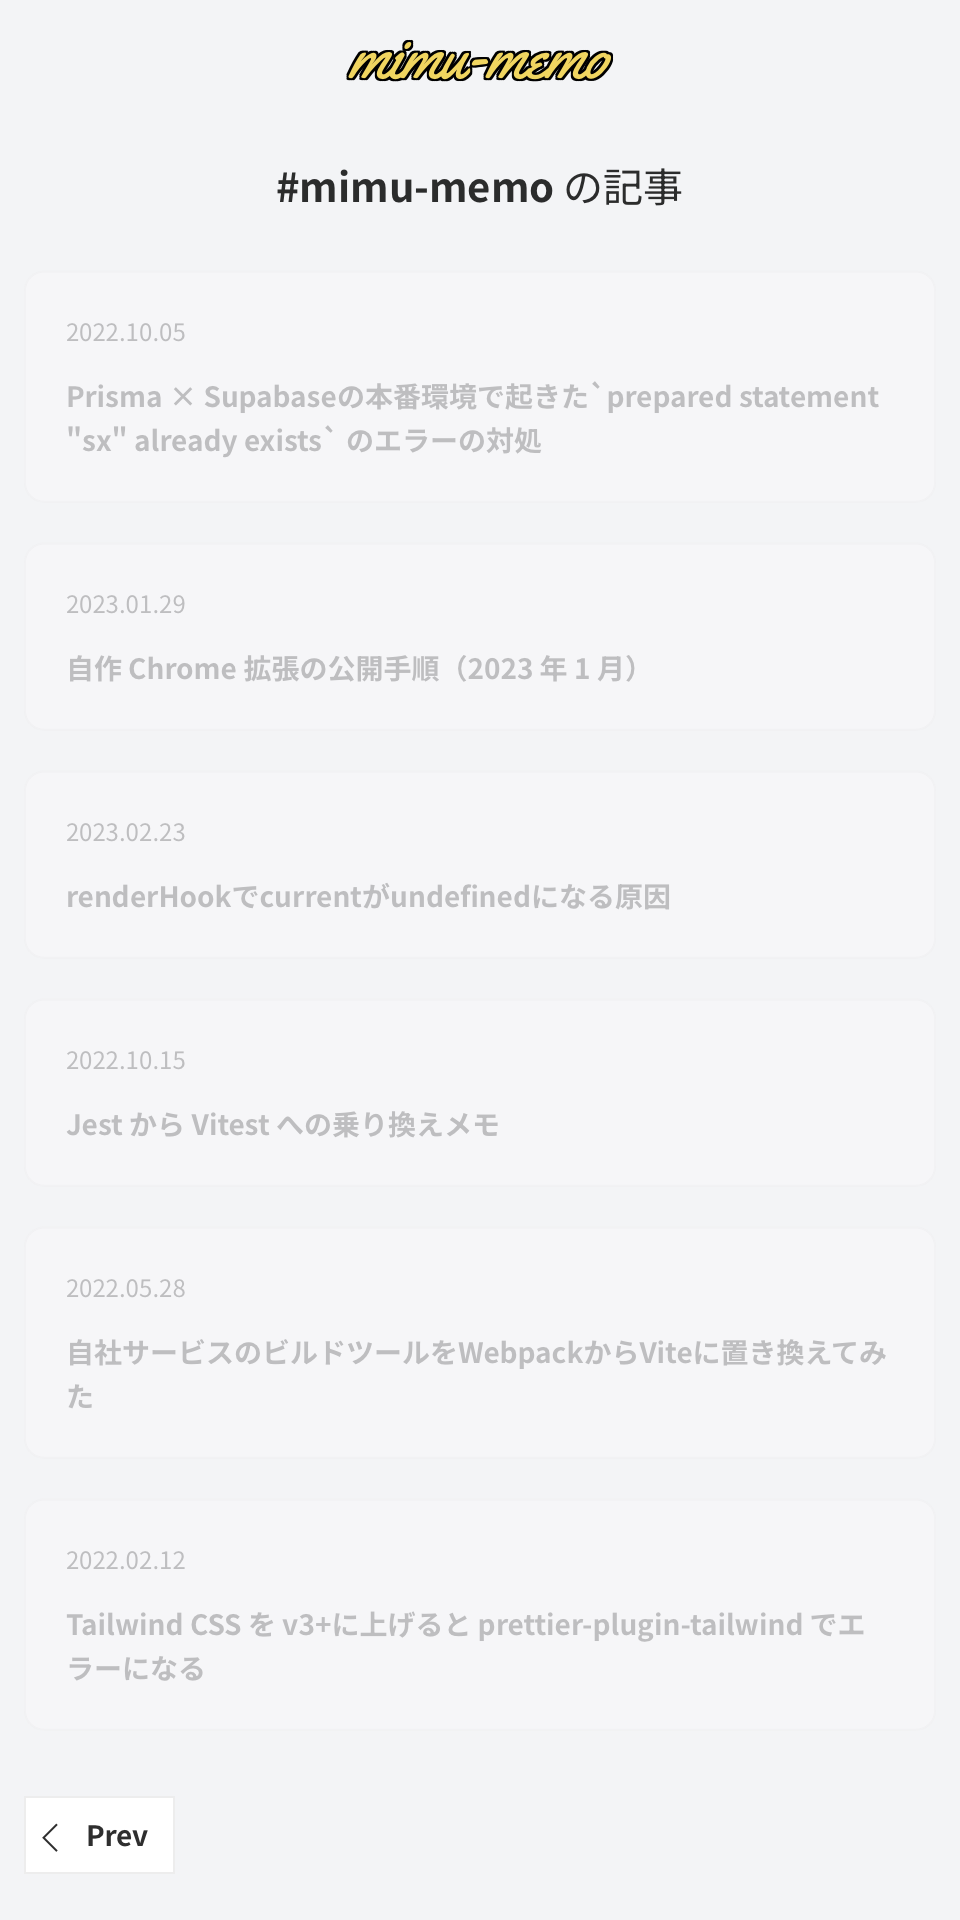 mimu-memo
#mimu-memo の記事
2022.10.05
Prisma × Supabaseの本番環境で起きた`prepared statement
"sx" already exists` のエラーの対処
2023.01.29
自作 Chrome 拡張の公開手順（2023 年 1 月）
2023.02.23
renderHookでcurrentがundefinedになる原因
2022.10.15
Jest から Vitest への乗り換えメモ
2022.05.28
自社サービスのビルドツールをWebpackからViteに置き換えてみ
た
2022.02.12
Tailwind CSS を v3+に上げると prettier-plugin-tailwind でエ
ラーになる
Prev